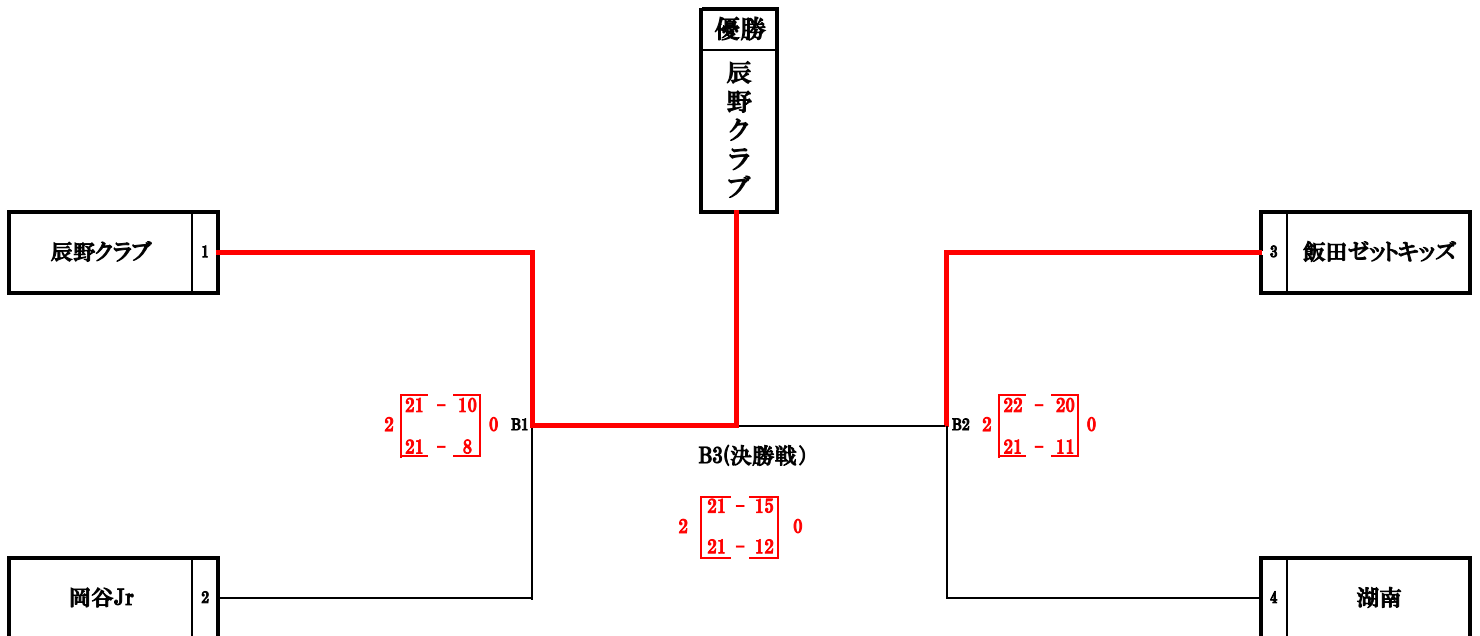 優勝
辰野クラブ
辰野クラブ 1
3 飯田ゼットキッズ
21 - 10
2 0 B1
21 - 8
22 - 20
B2 2 0
21 - 11
B3(決勝戦)
21 - 15
2 0
21 - 12
岡谷Jr 2
4 湖南